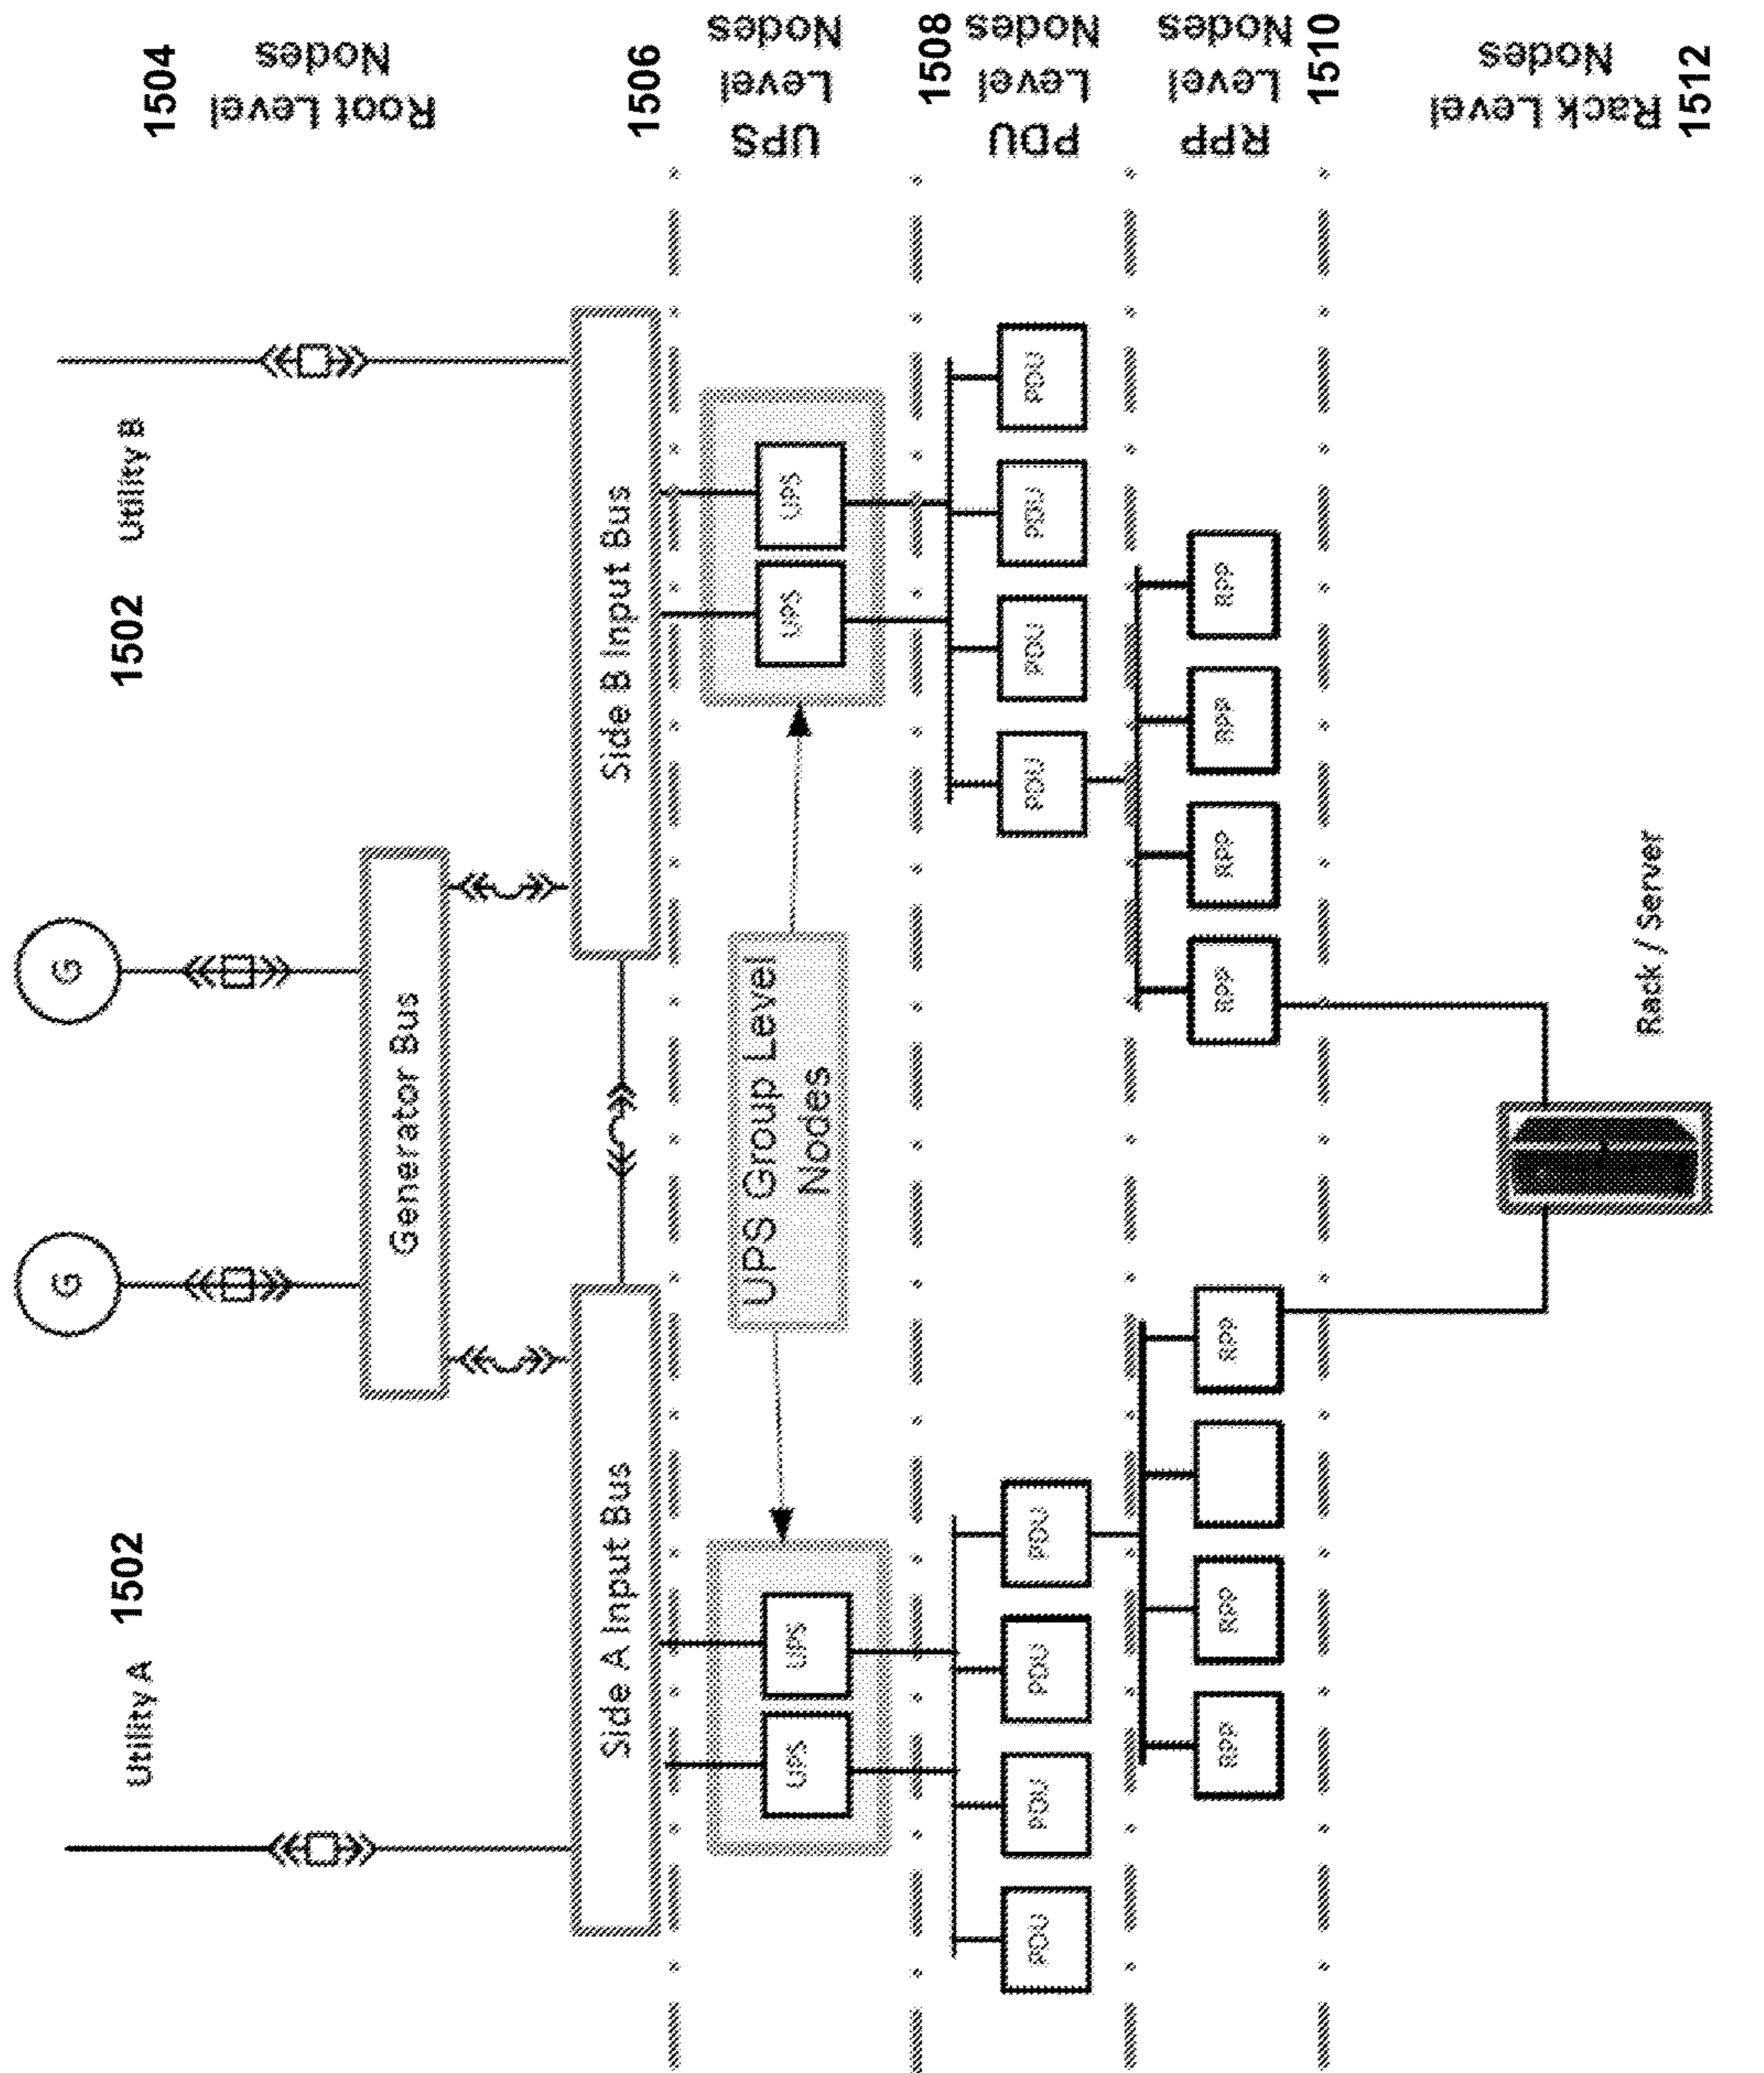 1504
Root Level
Nodes
1506
UPS
Level
Nodes
1508
PDU
Level
Nodes
RPP
Level
Nodes
1510
Rack Level
Nodes
1512
Utility A
1502
1502
Utility B
G
G
Generator Bus
Side A Input Bus
Side B Input Bus
UPS Group Level
Nodes
UPS
UPS
UPS
UPS
PDU
PDU
PDU
PDU
PDU
PDU
PDU
PDU
RPP
RPP
RPP
RPP
RPP
RPP
RPP
Rack / Server